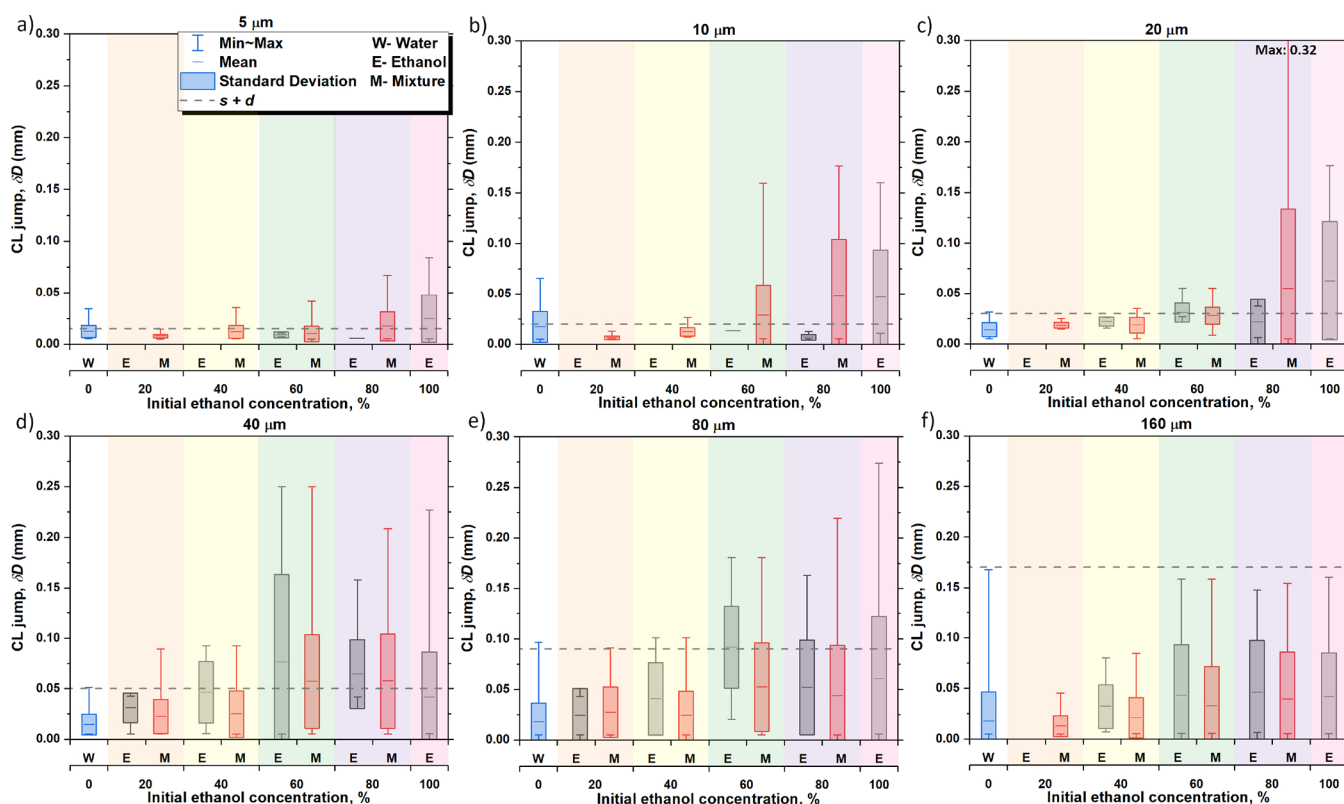 a)
5 μm
Min~Max
W- Water
Mean
E- Ethanol
Standard Deviation
M- Mixture
s + d
CL jump, δD (mm)
0.30
0.25
0.20
0.15
0.10
0.05
0.00
W E M E M E M E M E
0 20 40 60 80 100
Initial ethanol concentration, %
b)
10 μm
CL jump, δD (mm)
0.30
0.25
0.20
0.15
0.10
0.05
0.00
W E M E M E M E M E
0 20 40 60 80 100
Initial ethanol concentration, %
c)
20 μm
Max: 0.32
CL jump, δD (mm)
0.30
0.25
0.20
0.15
0.10
0.05
0.00
W E M E M E M E M E
0 20 40 60 80 100
Initial ethanol concentration, %
d)
40 μm
CL jump, δD (mm)
0.30
0.25
0.20
0.15
0.10
0.05
0.00
W E M E M E M E M E
0 20 40 60 80 100
Initial ethanol concentration, %
e)
80 μm
CL jump, δD (mm)
0.30
0.25
0.20
0.15
0.10
0.05
0.00
W E M E M E M E M E
0 20 40 60 80 100
Initial ethanol concentration, %
f)
160 μm
CL jump, δD (mm)
0.30
0.25
0.20
0.15
0.10
0.05
0.00
W E M E M E M E M E
0 20 40 60 80 100
Initial ethanol concentration, %